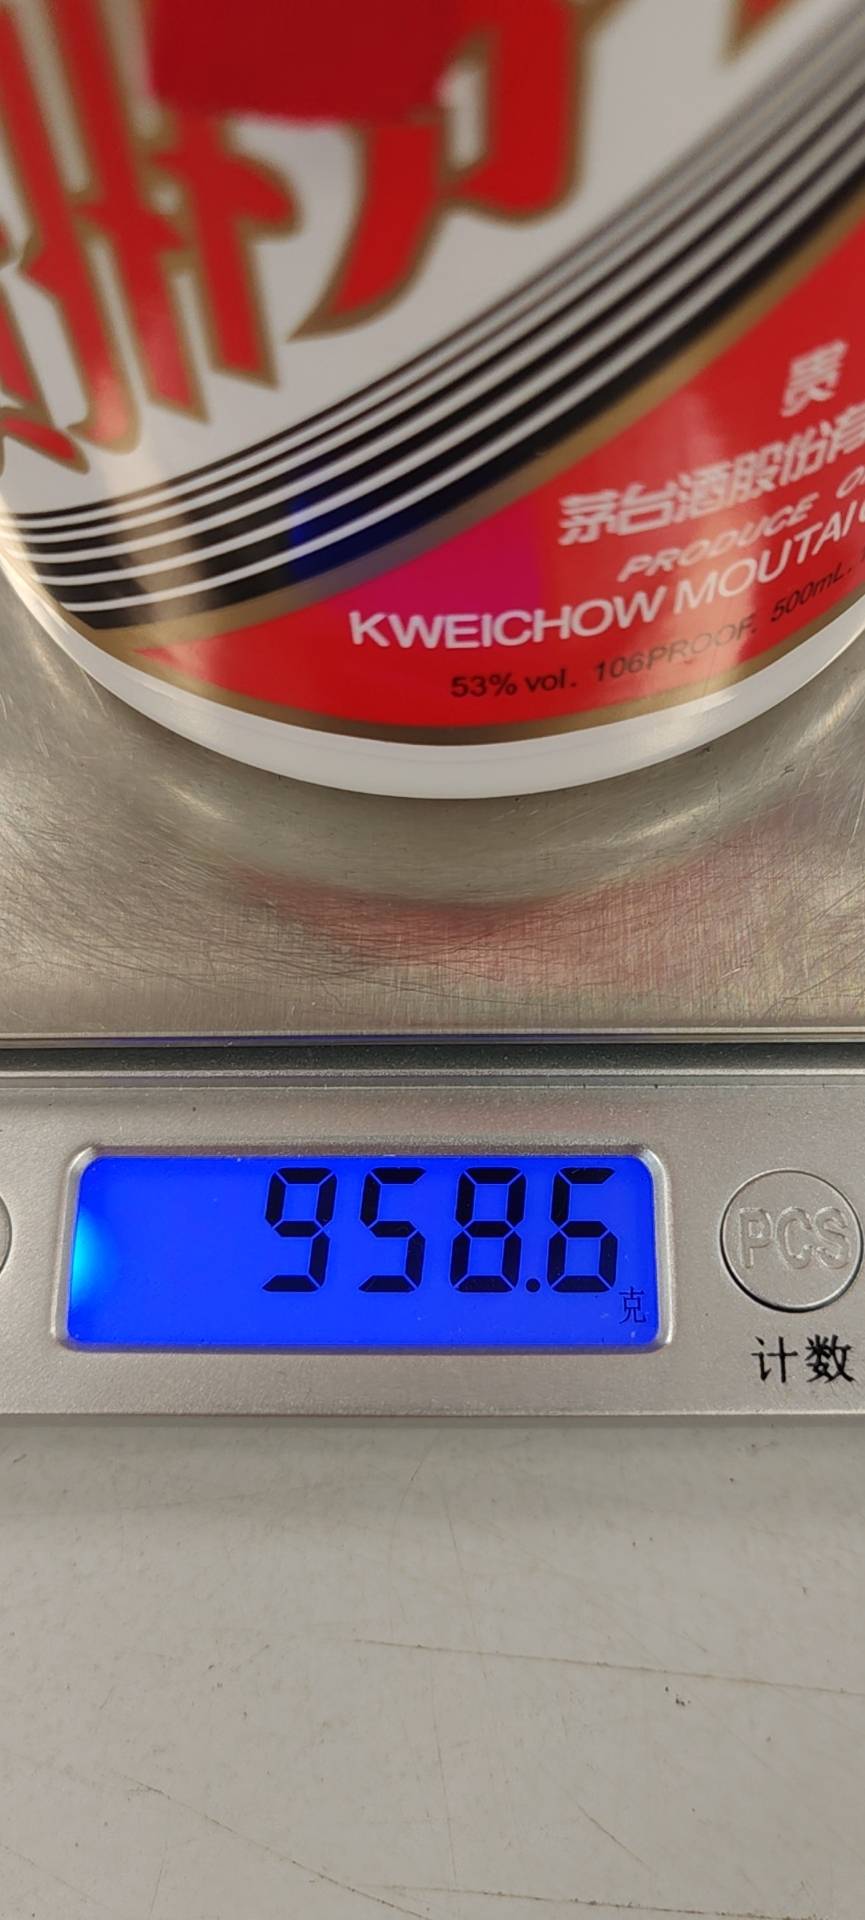 贵
茅台酒股份有
PRODUCE OF
KWEICHOW MOUTAI
53% vol. 106PROOF. 500mL.
958.6
克
PCS
计数